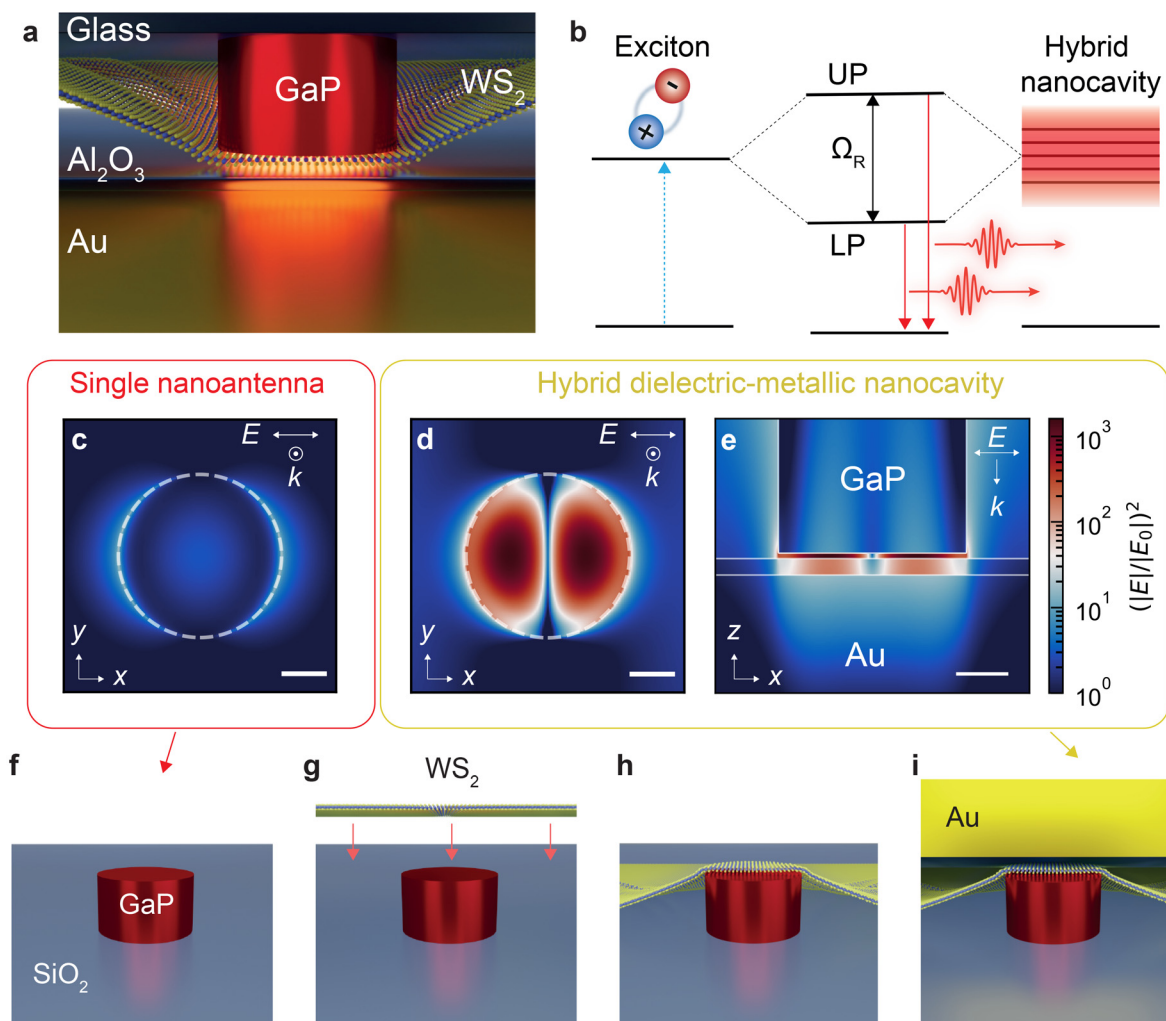 a
Glass
GaP
WS₂
Al₂O₃
Au
b
Exciton
-
+
UP
Ω_R
LP
Hybrid
nanocavity
Single nanoantenna
Hybrid dielectric-metallic nanocavity
c
E
k
y
x
d
E
k
y
x
e
E
k
GaP
Au
z
x
10³
10²
10¹
10⁰
(|E|/|E₀|)²
f
GaP
SiO₂
g
WS₂
h
i
Au